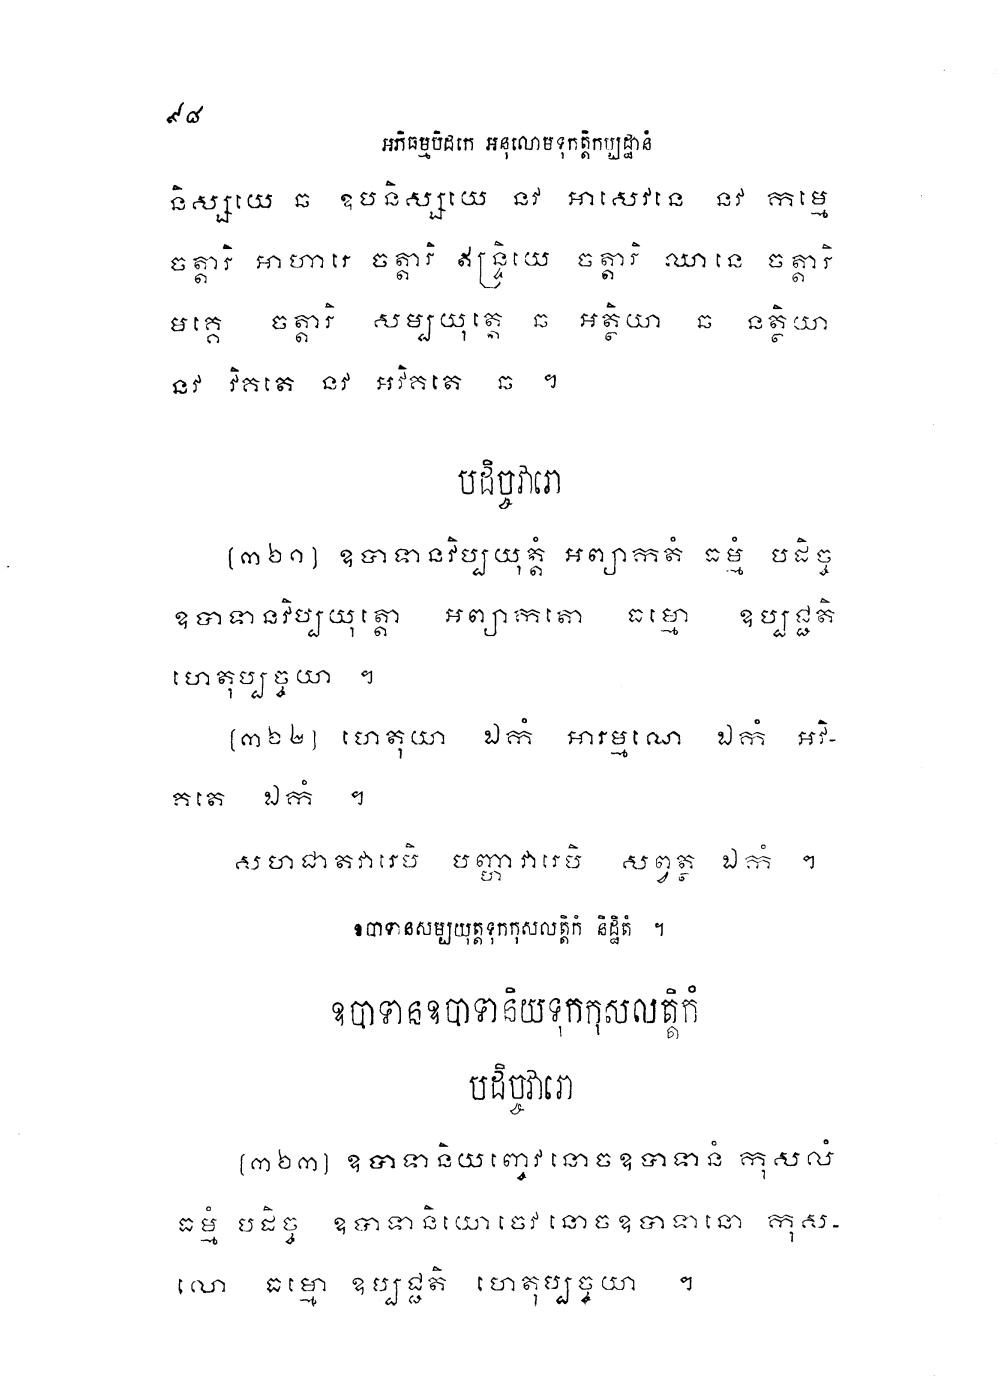 ៩៨
អភិធម្មបិដកេ អនុលោមទុកត្តិកប្បដ្ឋានំ
និស្សយេ ឆ ឧបនិស្សយេ នវ អាសេវនេ នវ កម្មេ
ចត្តារិ អាហារេ ចត្តារិ ឥន្ទ្រិយេ ចត្តារិ ឈានេ ចត្តារិ
មគ្គេ ចត្តារិ សម្បយុត្តេ ឆ អត្ថិយា ឆ នត្ថិយា
នវ វិគតេ នវ អវិគតេ ឆ ។
បដិច្ចវារោ
(៣៦១) ឧបាទានវិប្បយុត្តំ អព្យាកតំ ធម្មំ បដិច្ច
ឧបាទានវិប្បយុត្តោ អព្យាកតោ ធម្មោ ឧប្បជ្ជតិ
ហេតុប្បច្ចយា ។
(៣៦២) ហេតុយា ឯកំ អារម្មណេ ឯកំ អវិ-
គតេ ឯកំ ។
សហជាតវារេបិ បញ្ហាវារេបិ សព្វត្ថ ឯកំ ។
ឧបាទានសម្បយុត្តទុកកុសលត្តិកំ និដ្ឋិតំ ។
ឧបាទានឧបាទានិយទុកកុសលត្តិកំ
បដិច្ចវារោ
(៣៦៣) ឧបាទានិយញ្ចេវនោចឧបាទានំ កុសលំ
ធម្មំ បដិច្ច ឧបាទានិយោចេវនោចឧបាទានោ កុស-
លោ ធម្មោ ឧប្បជ្ជតិ ហេតុប្បច្ចយា ។